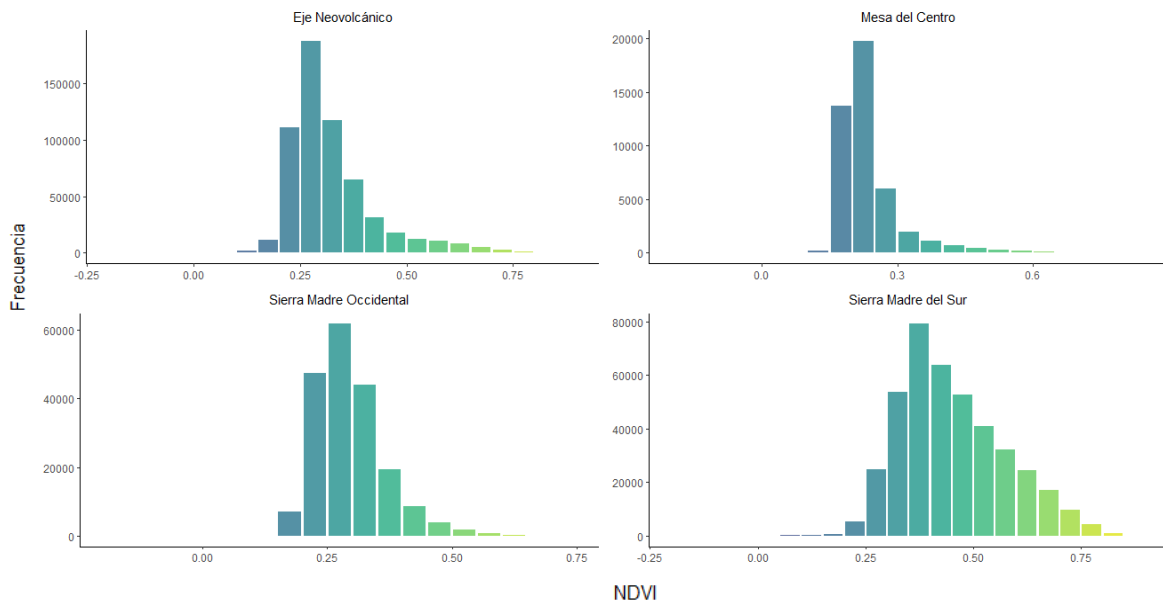 Eje Neovolcánico
Mesa del Centro
150000
100000
50000
0
-0.25 0.00 0.25 0.50 0.75
20000
15000
10000
5000
0
0.0 0.3 0.6
Sierra Madre Occidental
Sierra Madre del Sur
60000
40000
20000
0
0.00 0.25 0.50 0.75
80000
60000
40000
20000
0
-0.25 0.00 0.25 0.50 0.75
Frecuencia
NDVI